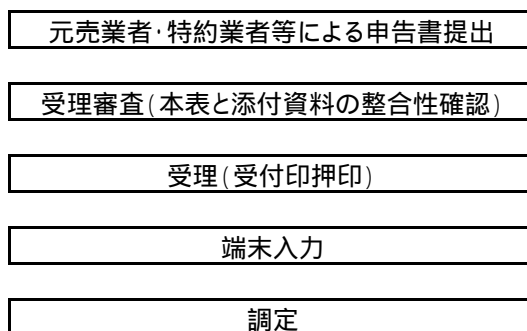 元売業者･特約業者等による申告書提出
受理審査(本表と添付資料の整合性確認)
受理(受付印押印)
端末入力
調定